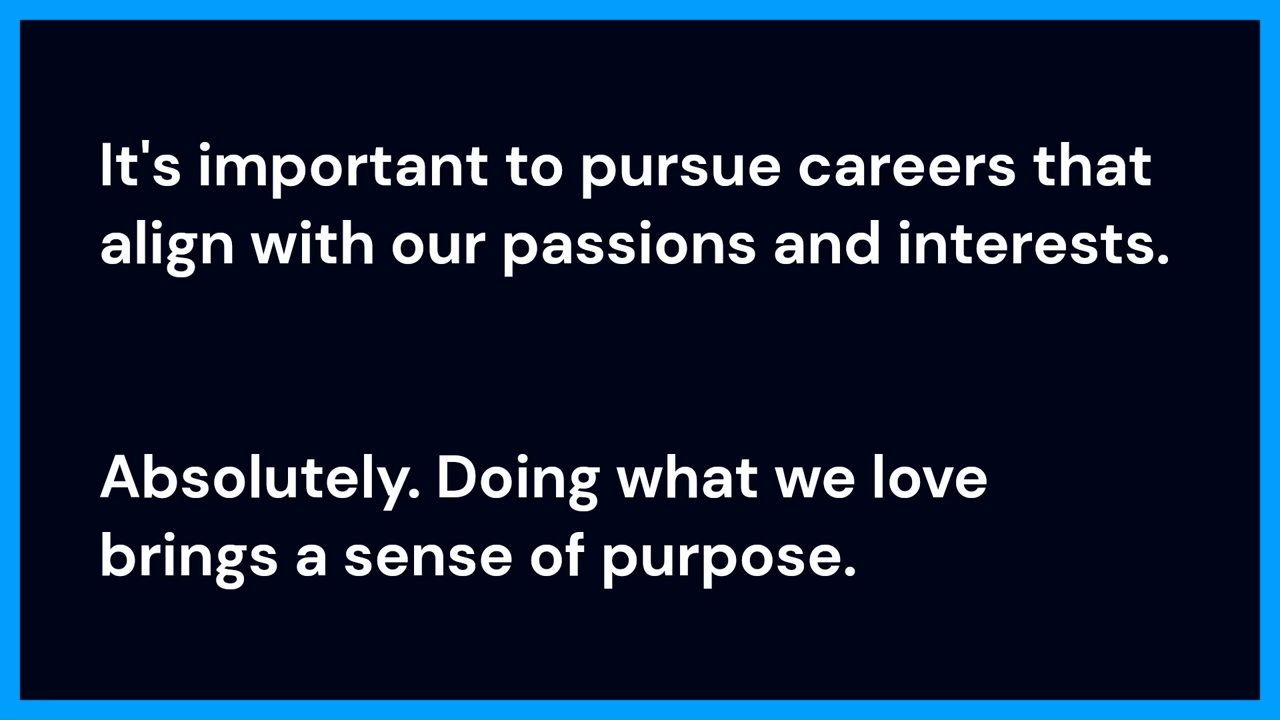 It's important to pursue careers that
align with our passions and interests.
Absolutely. Doing what we love
brings a sense of purpose.